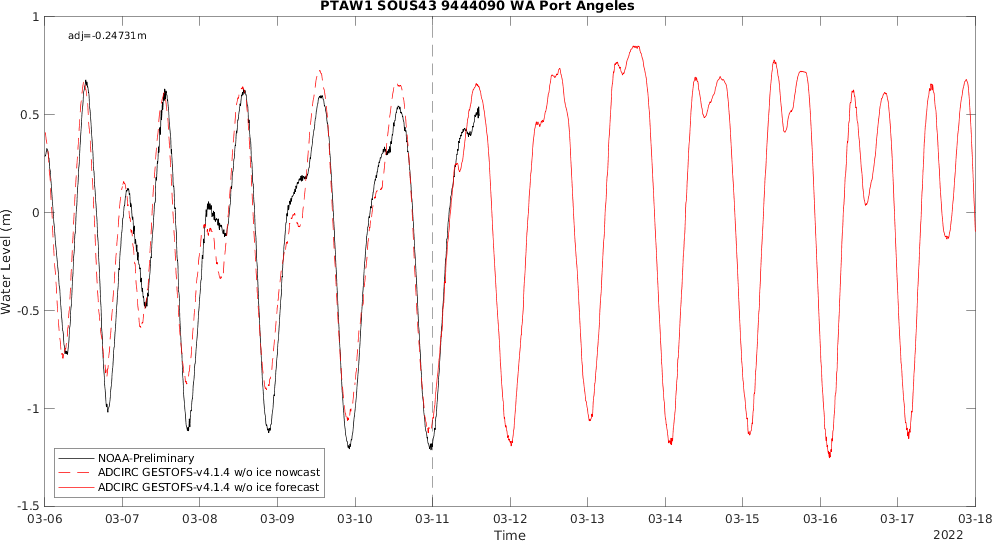 PTAW1 SOUS43 9444090 WA Port Angeles
adj=-0.24731m
1
0.5
0
-0.5
-1
-1.5
Water Level (m)
NOAA-Preliminary
ADCIRC GESTOFS-v4.1.4 w/o ice nowcast
ADCIRC GESTOFS-v4.1.4 w/o ice forecast
03-06 03-07 03-08 03-09 03-10 03-11 03-12 03-13 03-14 03-15 03-16 03-17 03-18
Time
2022